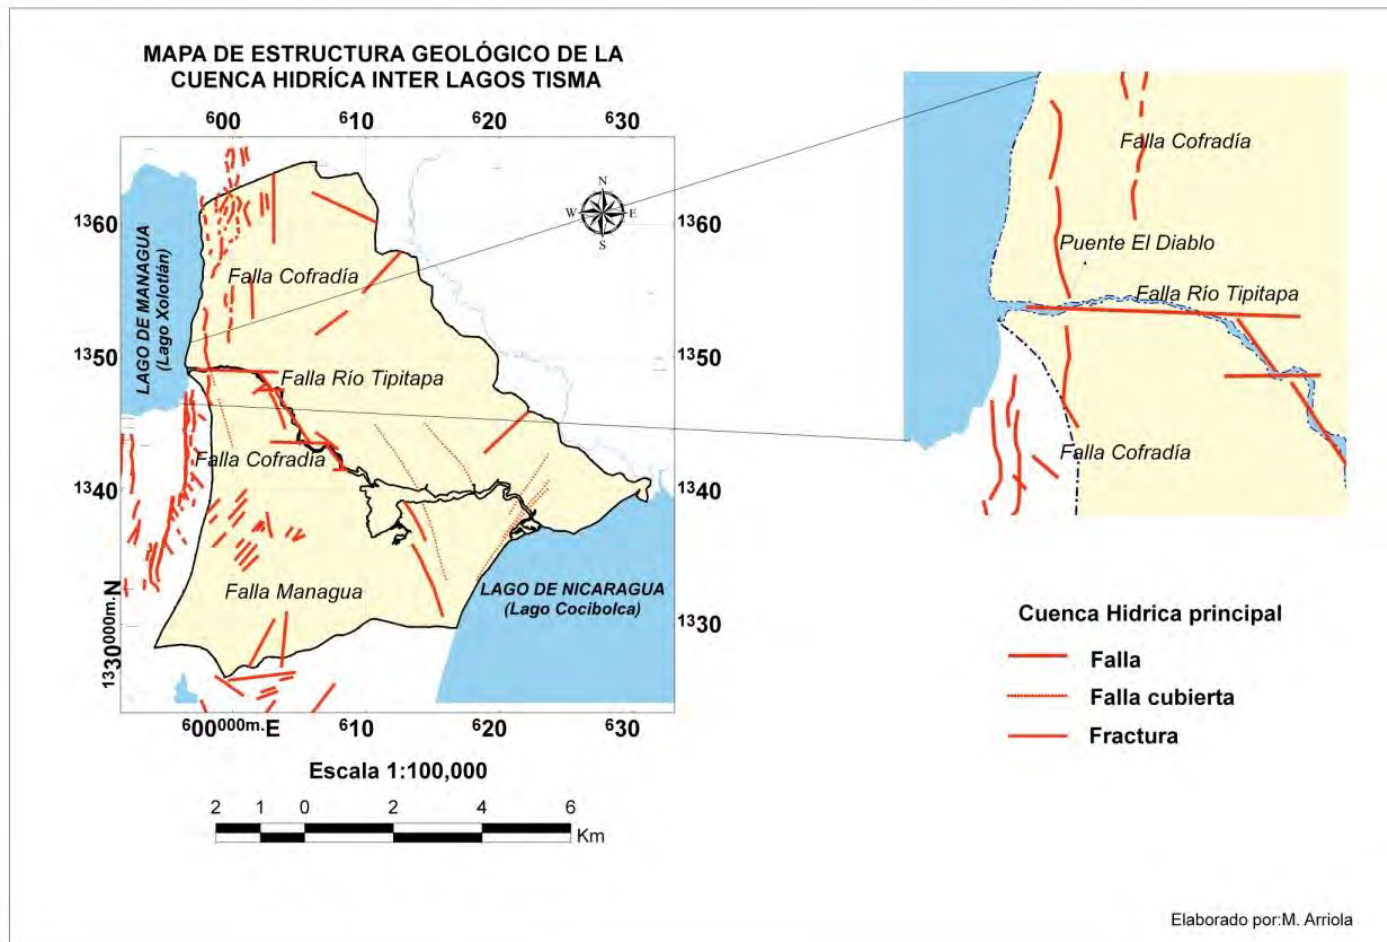 MAPA DE ESTRUCTURA GEOLÓGICO DE LA
CUENCA HIDRÍCA INTER LAGOS TISMA
600 610 620 630
1360 1360
1350 1350
1340 1340
1330000m.N 1330
600000m.E 610 620 630
LAGO DE MANAGUA
(Lago Xolotlán)
Falla Cofradía
Falla Río Tipitapa
Falla Cofradía
Falla Managua
LAGO DE NICARAGUA
(Lago Cocibolca)
N
W E
S
Escala 1:100,000
2 1 0 2 4 6
Km
Falla Cofradía
Puente El Diablo
Falla Río Tipitapa
Falla Cofradía
Cuenca Hidrica principal
Falla
Falla cubierta
Fractura
Elaborado por:M. Arriola